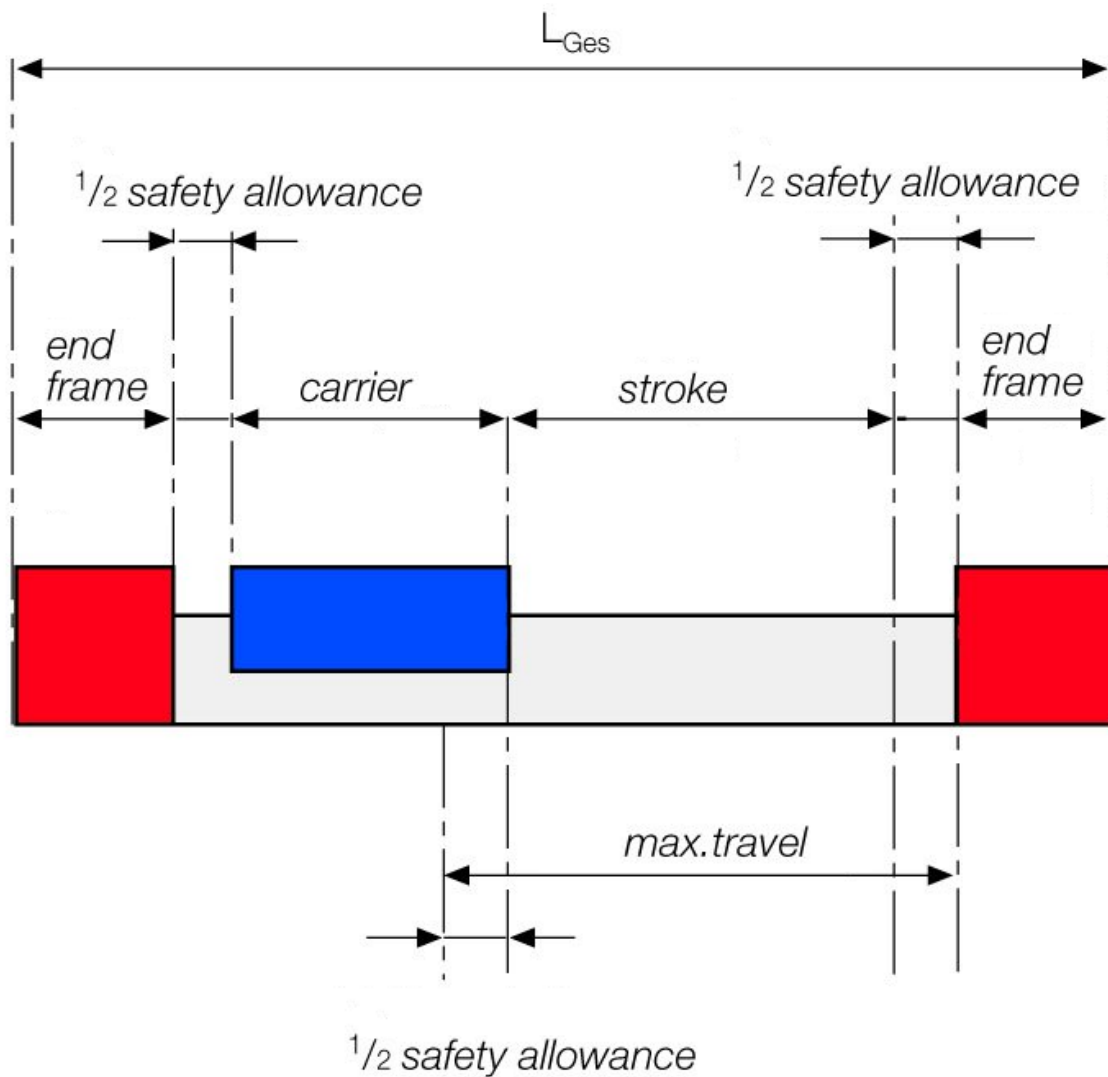 L_Ges
1/2 safety allowance
1/2 safety allowance
end
frame
carrier
stroke
end
frame
max.travel
1/2 safety allowance